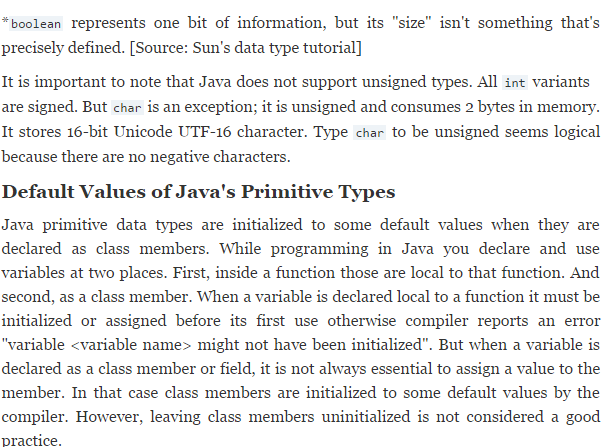 *boolean represents one bit of information, but its "size" isn't something that's
precisely defined. [Source: Sun's data type tutorial]
It is important to note that Java does not support unsigned types. All int variants
are signed. But char is an exception; it is unsigned and consumes 2 bytes in memory.
It stores 16-bit Unicode UTF-16 character. Type char to be unsigned seems logical
because there are no negative characters.
Default Values of Java's Primitive Types
Java primitive data types are initialized to some default values when they are
declared as class members. While programming in Java you declare and use
variables at two places. First, inside a function those are local to that function. And
second, as a class member. When a variable is declared local to a function it must be
initialized or assigned before its first use otherwise compiler reports an error
"variable <variable name> might not have been initialized". But when a variable is
declared as a class member or field, it is not always essential to assign a value to the
member. In that case class members are initialized to some default values by the
compiler. However, leaving class members uninitialized is not considered a good
practice.